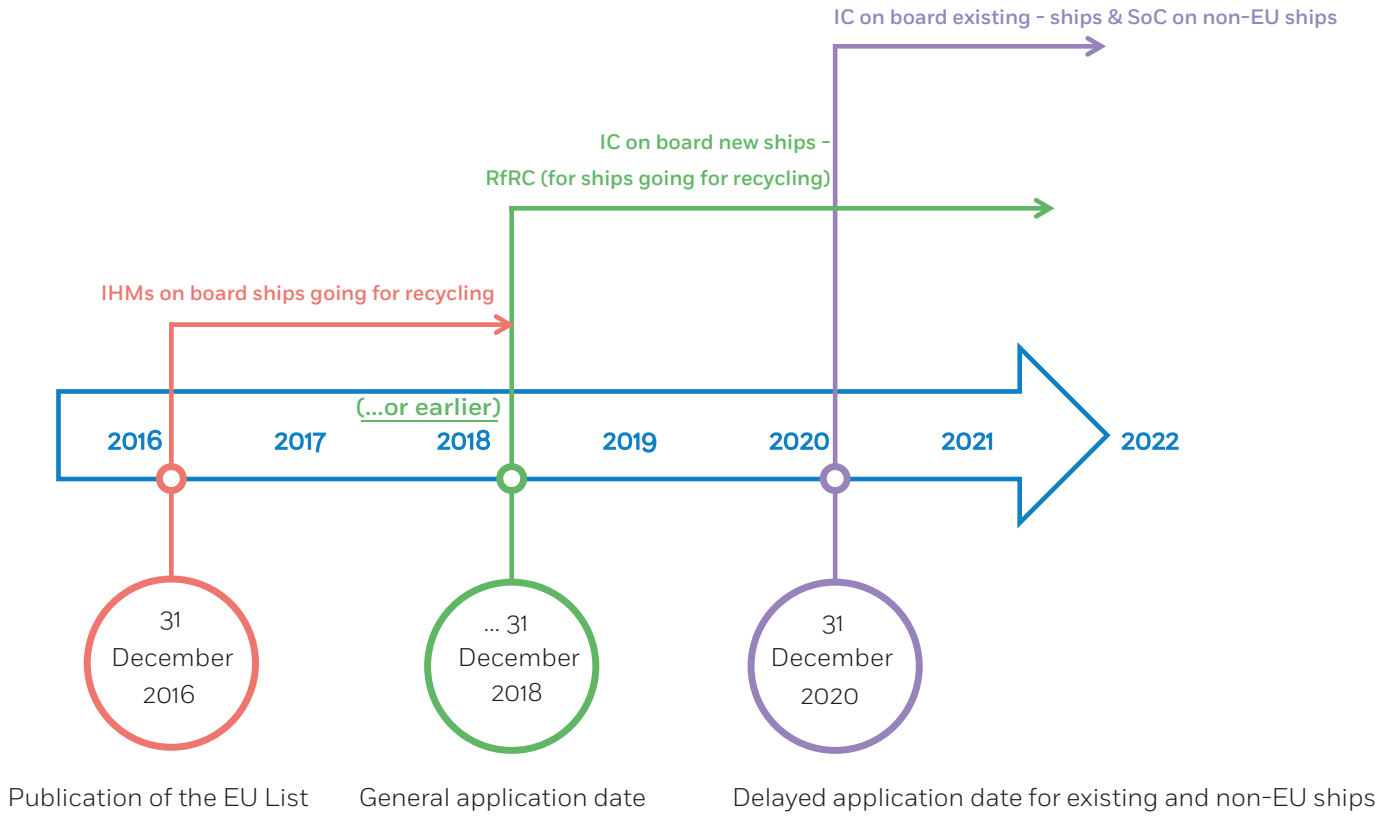 IC on board existing - ships & SoC on non-EU ships
IC on board new ships -
RfRC (for ships going for recycling)
IHMs on board ships going for recycling
(...or earlier)
2016 2017 2018 2019 2020 2021 2022
31
December
2016
... 31
December
2018
31
December
2020
Publication of the EU List
General application date
Delayed application date for existing and non-EU ships